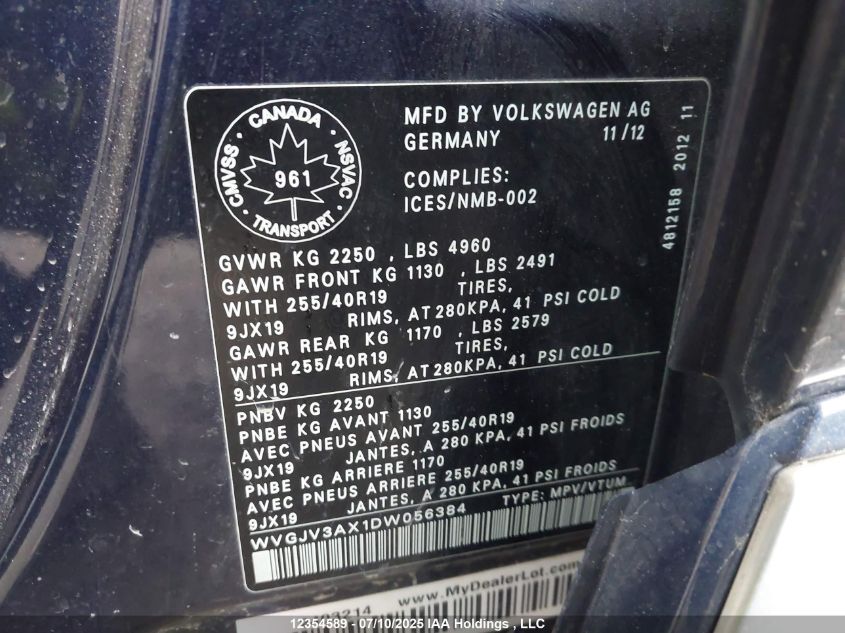 CANADA
CMVSS NSVAC
961
TRANSPORT
MFD BY VOLKSWAGEN AG
GERMANY 11/12
COMPLIES:
ICES/NMB-002
4812158 2012 11
GVWR KG 2250 , LBS 4960
GAWR FRONT KG 1130 , LBS 2491
WITH 255/40R19 TIRES,
9JX19 RIMS, AT 280KPA, 41 PSI COLD
GAWR REAR KG 1170 , LBS 2579
WITH 255/40R19 TIRES,
9JX19 RIMS, AT 280KPA, 41 PSI COLD
PNBV KG 2250
PNBE KG AVANT 1130
AVEC PNEUS AVANT 255/40R19
9JX19 JANTES, A 280 KPA, 41 PSI FROIDS
PNBE KG ARRIERE 1170
AVEC PNEUS ARRIERE 255/40R19
9JX19 JANTES, A 280 KPA, 41 PSI FROIDS
WVGJV3AX1DW056384 TYPE: MPV/VTUM
3214 www.MyDealerLot.com
12354589 - 07/10/2025 IAA Holdings, LLC